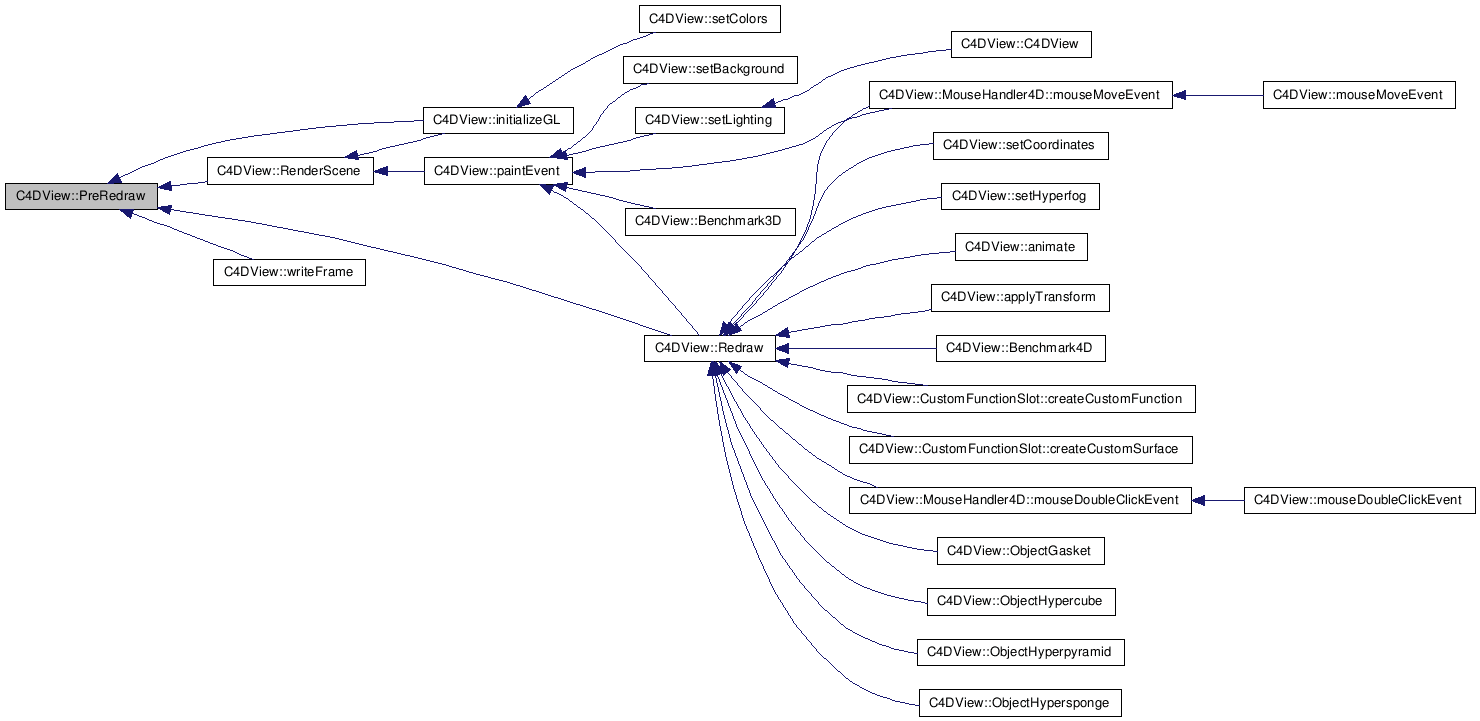 C4DView::setColors
C4DView::C4DView
C4DView::setBackground
C4DView::MouseHandler4D::mouseMoveEvent
C4DView::mouseMoveEvent
C4DView::initializeGL
C4DView::setLighting
C4DView::setCoordinates
C4DView::RenderScene
C4DView::paintEvent
C4DView::PreRedraw
C4DView::setHyperfog
C4DView::Benchmark3D
C4DView::animate
C4DView::writeFrame
C4DView::applyTransform
C4DView::Redraw
C4DView::Benchmark4D
C4DView::CustomFunctionSlot::createCustomFunction
C4DView::CustomFunctionSlot::createCustomSurface
C4DView::MouseHandler4D::mouseDoubleClickEvent
C4DView::mouseDoubleClickEvent
C4DView::ObjectGasket
C4DView::ObjectHypercube
C4DView::ObjectHyperpyramid
C4DView::ObjectHypersponge